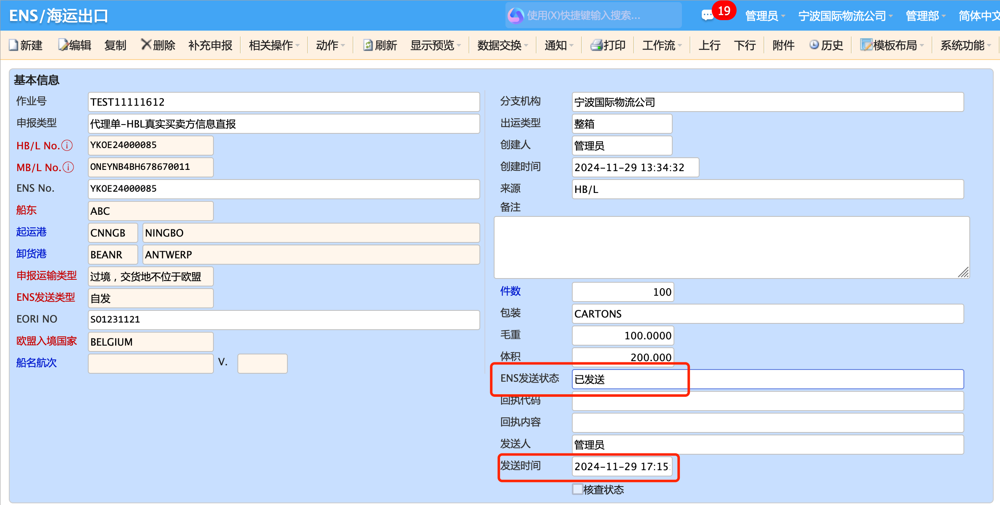 ENS/海运出口
使用(X)快捷键输入搜索...
19
管理员
宁波国际物流公司
管理部
简体中文
新建
编辑
复制
删除
补充申报
相关操作
动作
刷新
显示预览
数据交换
通知
打印
工作流
上行
下行
附件
历史
模板布局
系统功能
基本信息
作业号 TEST11111612
申报类型 代理单-HBL真实买卖方信息直报
HB/L No. YKOE24000085
MB/L No. ONEYNB4BH678670011
ENS No. YKOE24000085
船东 ABC
起运港 CNNGB NINGBO
卸货港 BEANR ANTWERP
申报运输类型 过境，交货地不位于欧盟
ENS发送类型 自发
EORI NO SO1231121
欧盟入境国家 BELGIUM
船名航次 V.
分支机构 宁波国际物流公司
出运类型 整箱
创建人 管理员
创建时间 2024-11-29 13:34:32
来源 HB/L
备注
件数 100
包装 CARTONS
毛重 100.0000
体积 200.000
ENS发送状态 已发送
回执代码
回执内容
发送人 管理员
发送时间 2024-11-29 17:15:
核查状态